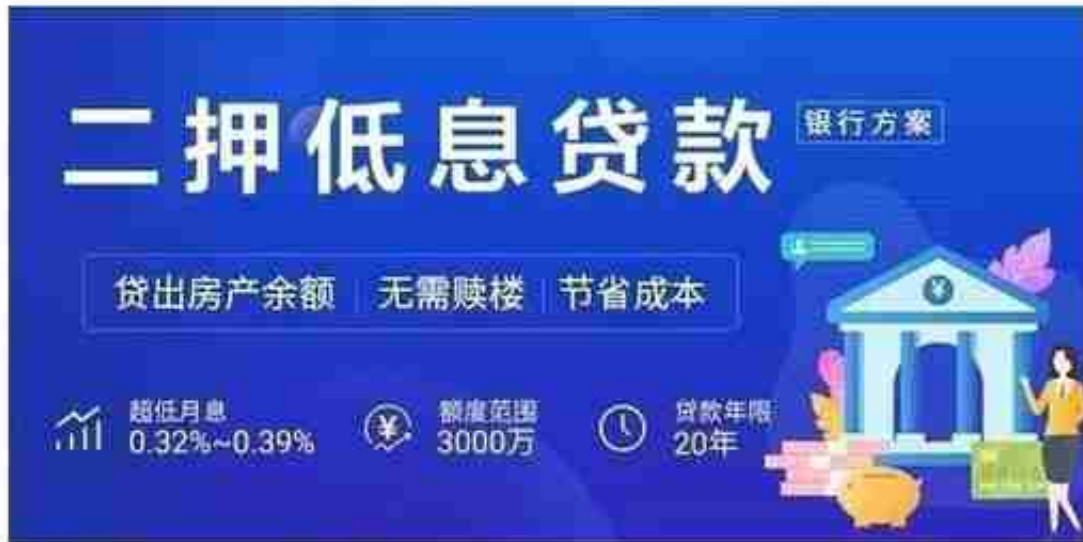 二押低息贷款
银行方案
贷出房产余额 无需赎楼 节省成本
超低月息
0.32%~0.39%
额度范围
3000万
贷款年限
20年